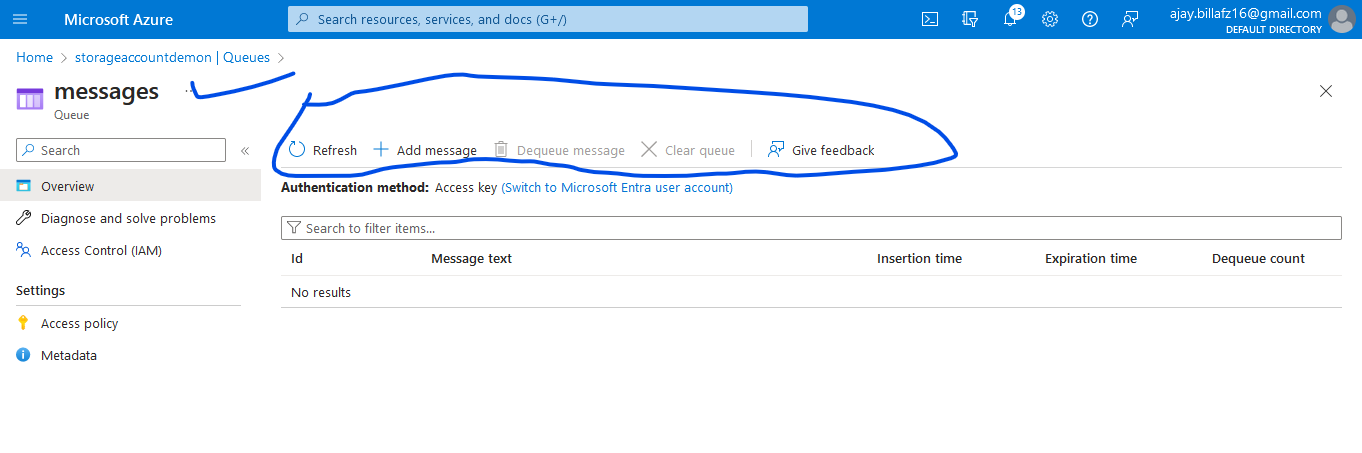 Microsoft Azure
Search resources, services, and docs (G+/)
13
ajay.billafz16@gmail.com
DEFAULT DIRECTORY
Home > storageaccountdemon | Queues >
messages ...
Queue
Search «
Refresh + Add message Dequeue message Clear queue Give feedback
Overview
Authentication method: Access key (Switch to Microsoft Entra user account)
Diagnose and solve problems
Search to filter items...
Access Control (IAM)
Id Message text Insertion time Expiration time Dequeue count
Settings
No results
Access policy
Metadata